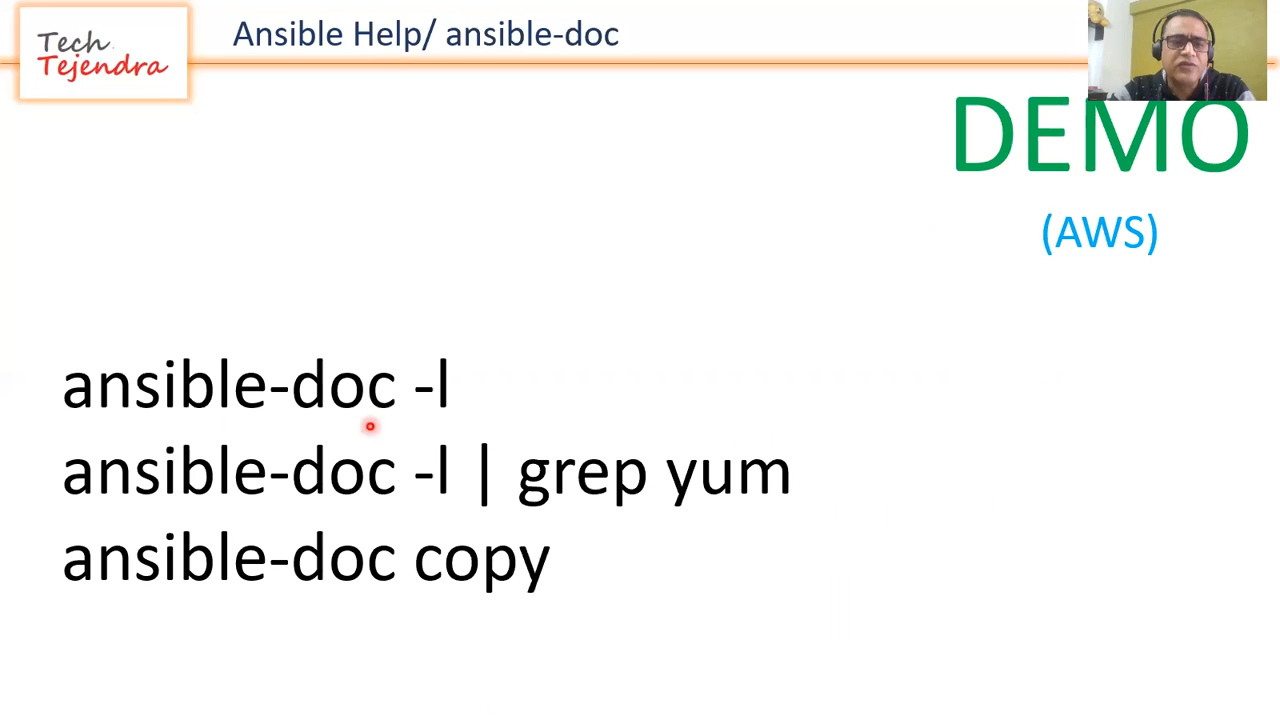 Tech
Tejendra
Ansible Help/ ansible-doc
DEMO
(AWS)
ansible-doc -l
ansible-doc -l | grep yum
ansible-doc copy